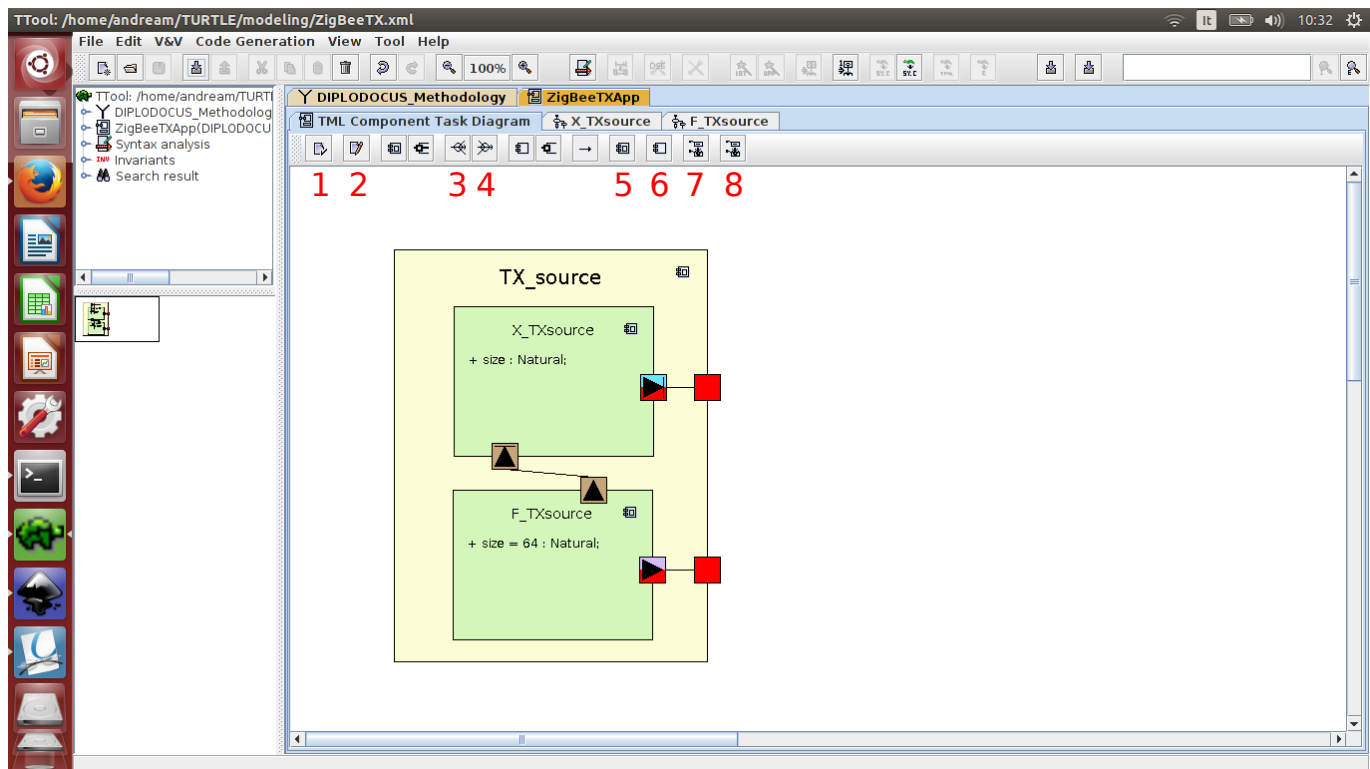 TTool: /home/andream/TURTLE/modeling/ZigBeeTX.xml
It 10:32
File Edit V&V Code Generation View Tool Help
100%
TTool: /home/andream/TURTL
DIPLODOCUS_Methodolog
ZigBeeTXApp(DIPLODOCU
Syntax analysis
INV Invariants
Search result
DIPLODOCUS_Methodology ZigBeeTXApp
TML Component Task Diagram X_TXsource F_TXsource
1 2 3 4 5 6 7 8
TX_source
X_TXsource
+ size : Natural;
F_TXsource
+ size = 64 : Natural;